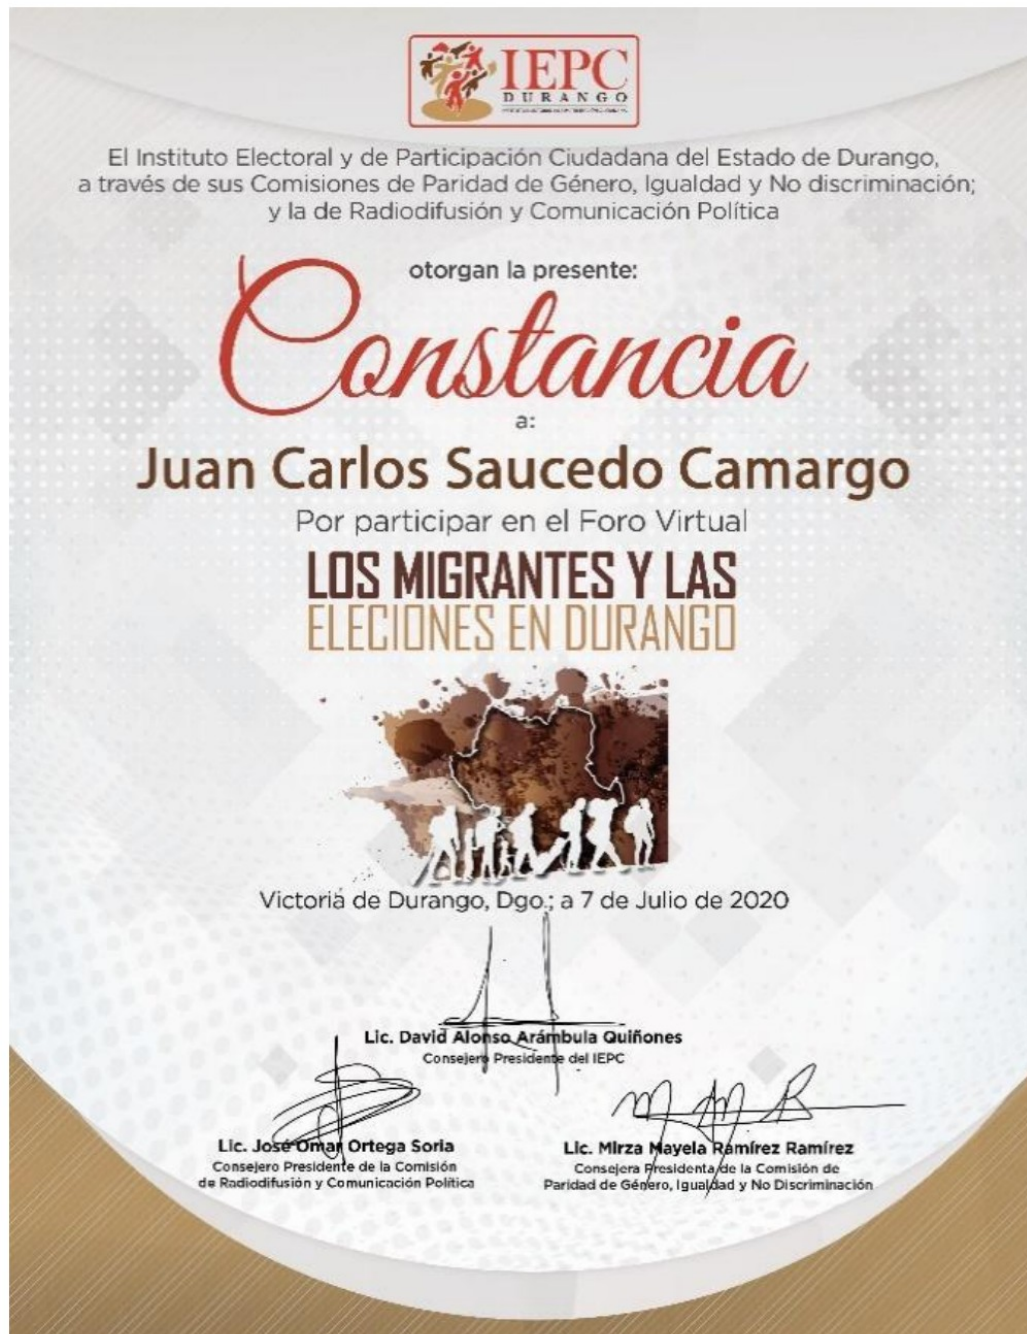 IEPC
DURANGO
El Instituto Electoral y de Participación Ciudadana del Estado de Durango,
a través de sus Comisiones de Paridad de Género, Igualdad y No discriminación;
y la de Radiodifusión y Comunicación Política
otorgan la presente:
Constancia
a:
Juan Carlos Saucedo Camargo
Por participar en el Foro Virtual
LOS MIGRANTES Y LAS
ELECIONES EN DURANGO
Victoria de Durango, Dgo.; a 7 de Julio de 2020
Lic. David Alonso Arámbula Quiñones
Consejero Presidente del IEPC
Lic. José Omar Ortega Soria
Consejero Presidente de la Comisión
de Radiodifusión y Comunicación Política
Lic. Mirza Mayela Ramírez Ramírez
Consejera Presidenta de la Comisión de
Paridad de Género, Igualdad y No Discriminación